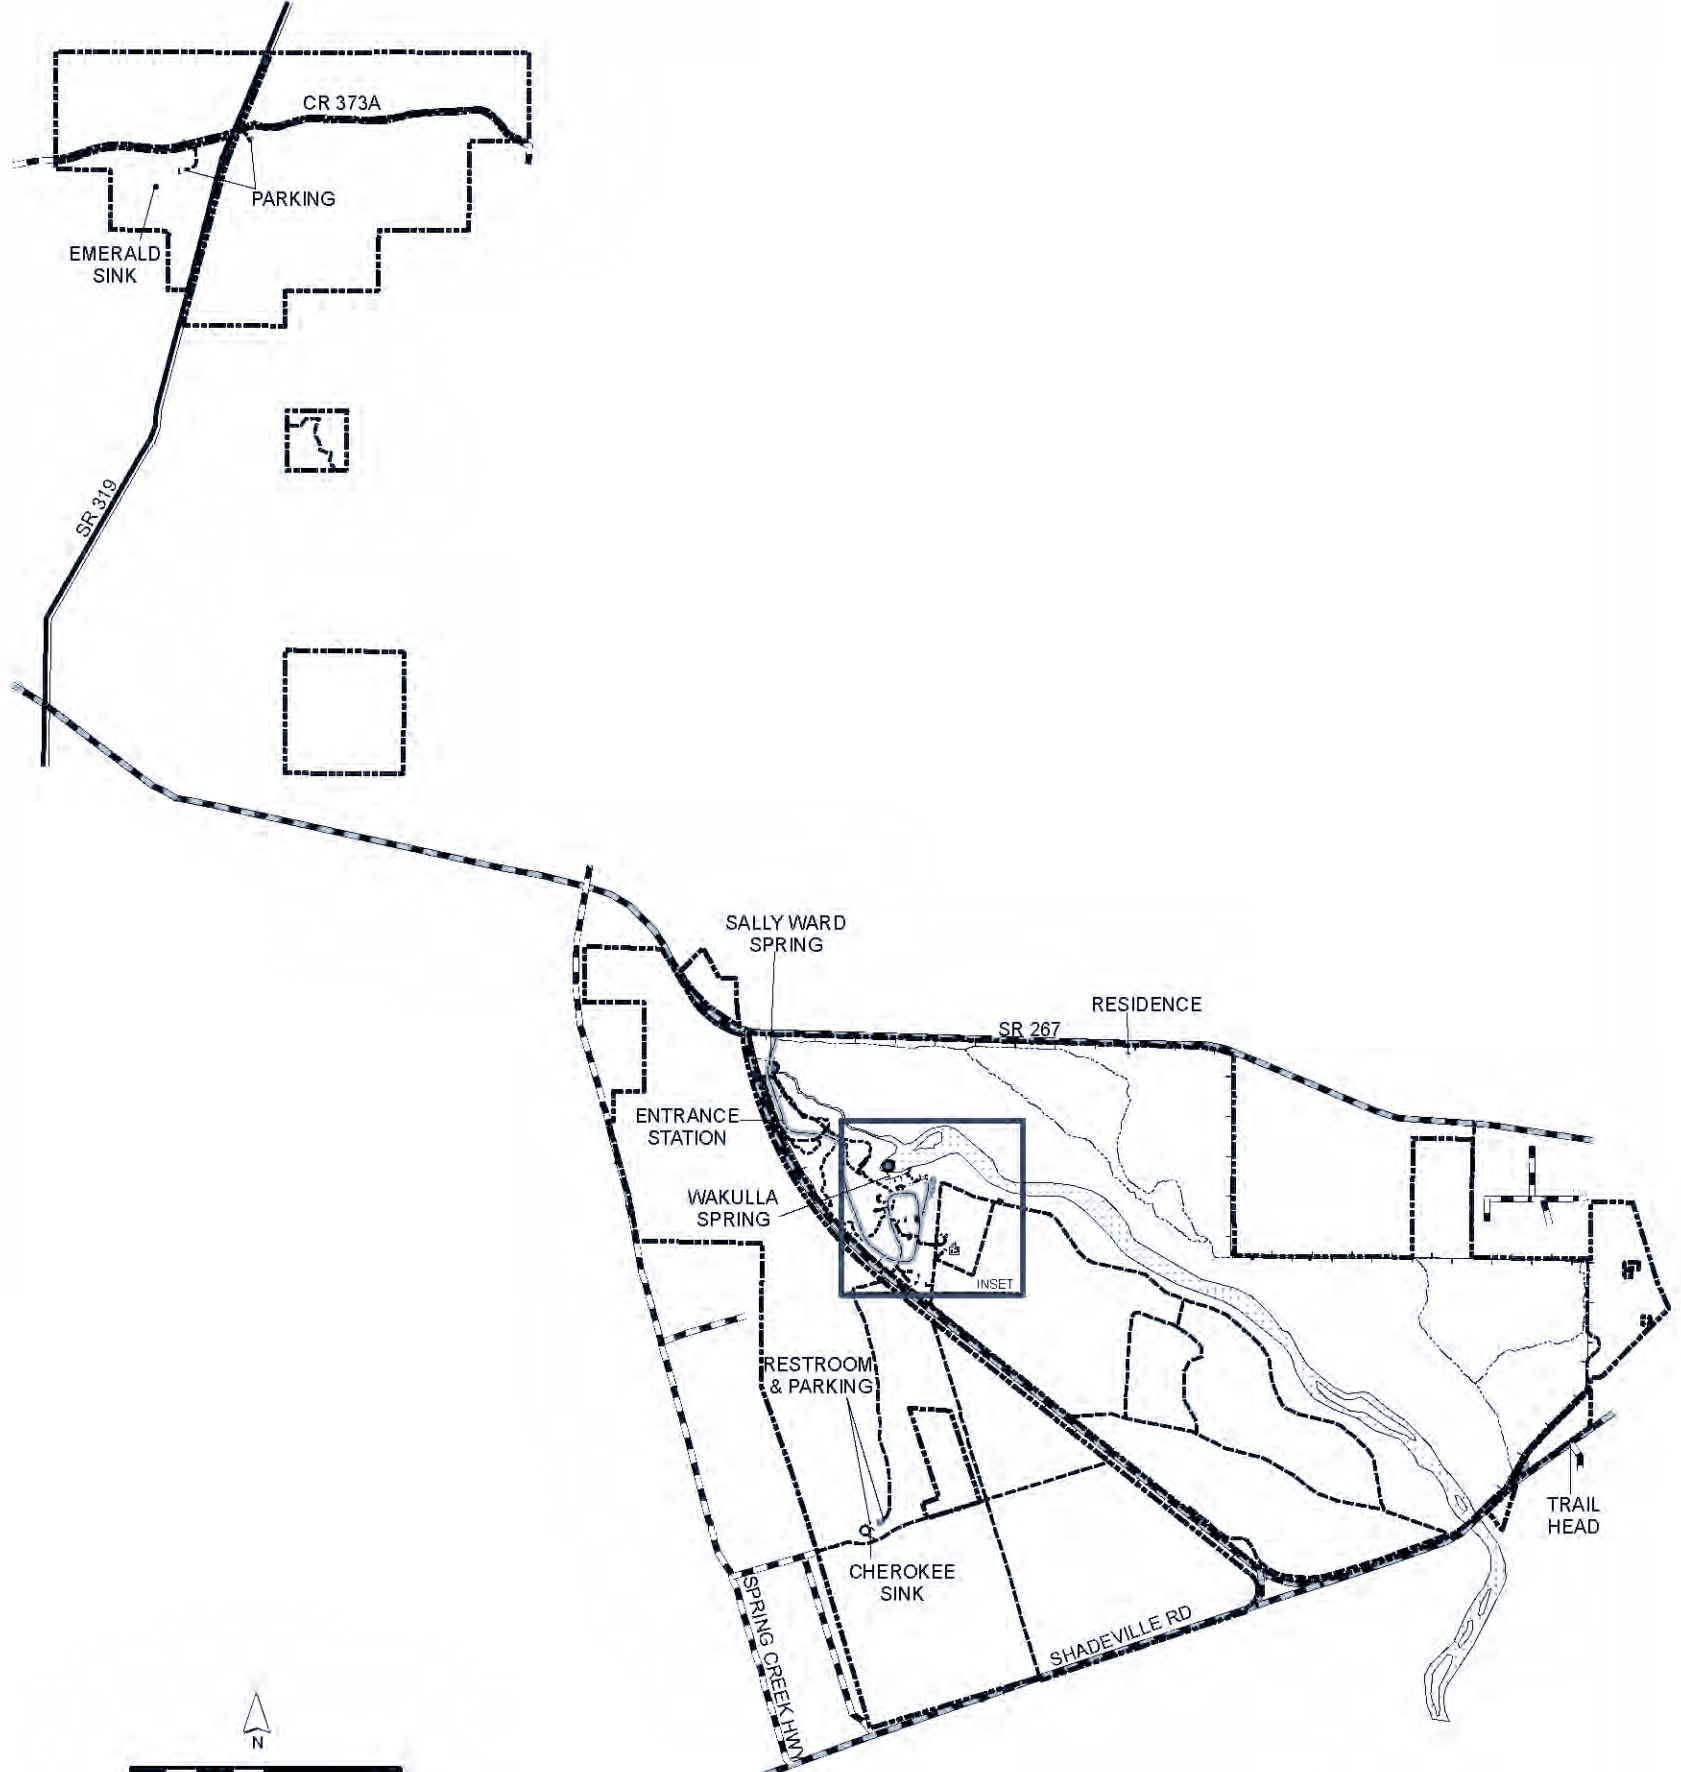 CR 373A
PARKING
EMERALD
SINK
SR 319
SALLY WARD
SPRING
RESIDENCE
SR 267
ENTRANCE
STATION
WAKULLA
SPRING
INSET
RESTROOM
& PARKING
TRAIL
HEAD
CHEROKEE
SINK
SPRING CREEK HWY
SHADEVILLE RD
N